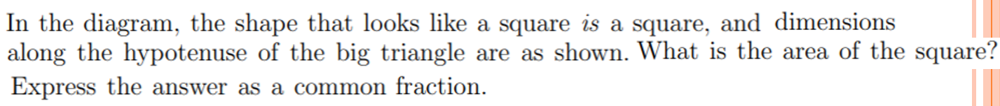 In the diagram, the shape that looks like a square is a square, and dimensions
along the hypotenuse of the big triangle are as shown. What is the area of the square?
Express the answer as a common fraction.